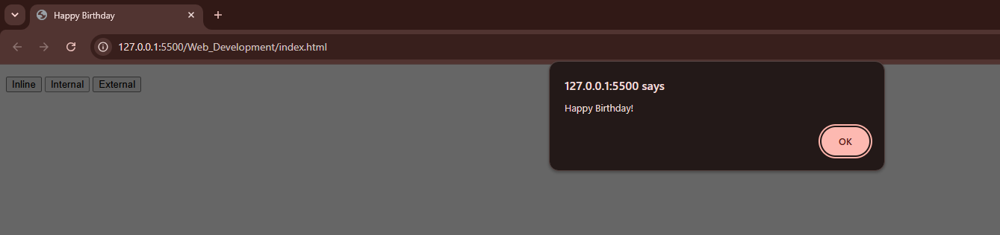 Happy Birthday
127.0.0.1:5500/Web_Development/index.html
Inline Internal External
127.0.0.1:5500 says
Happy Birthday!
OK